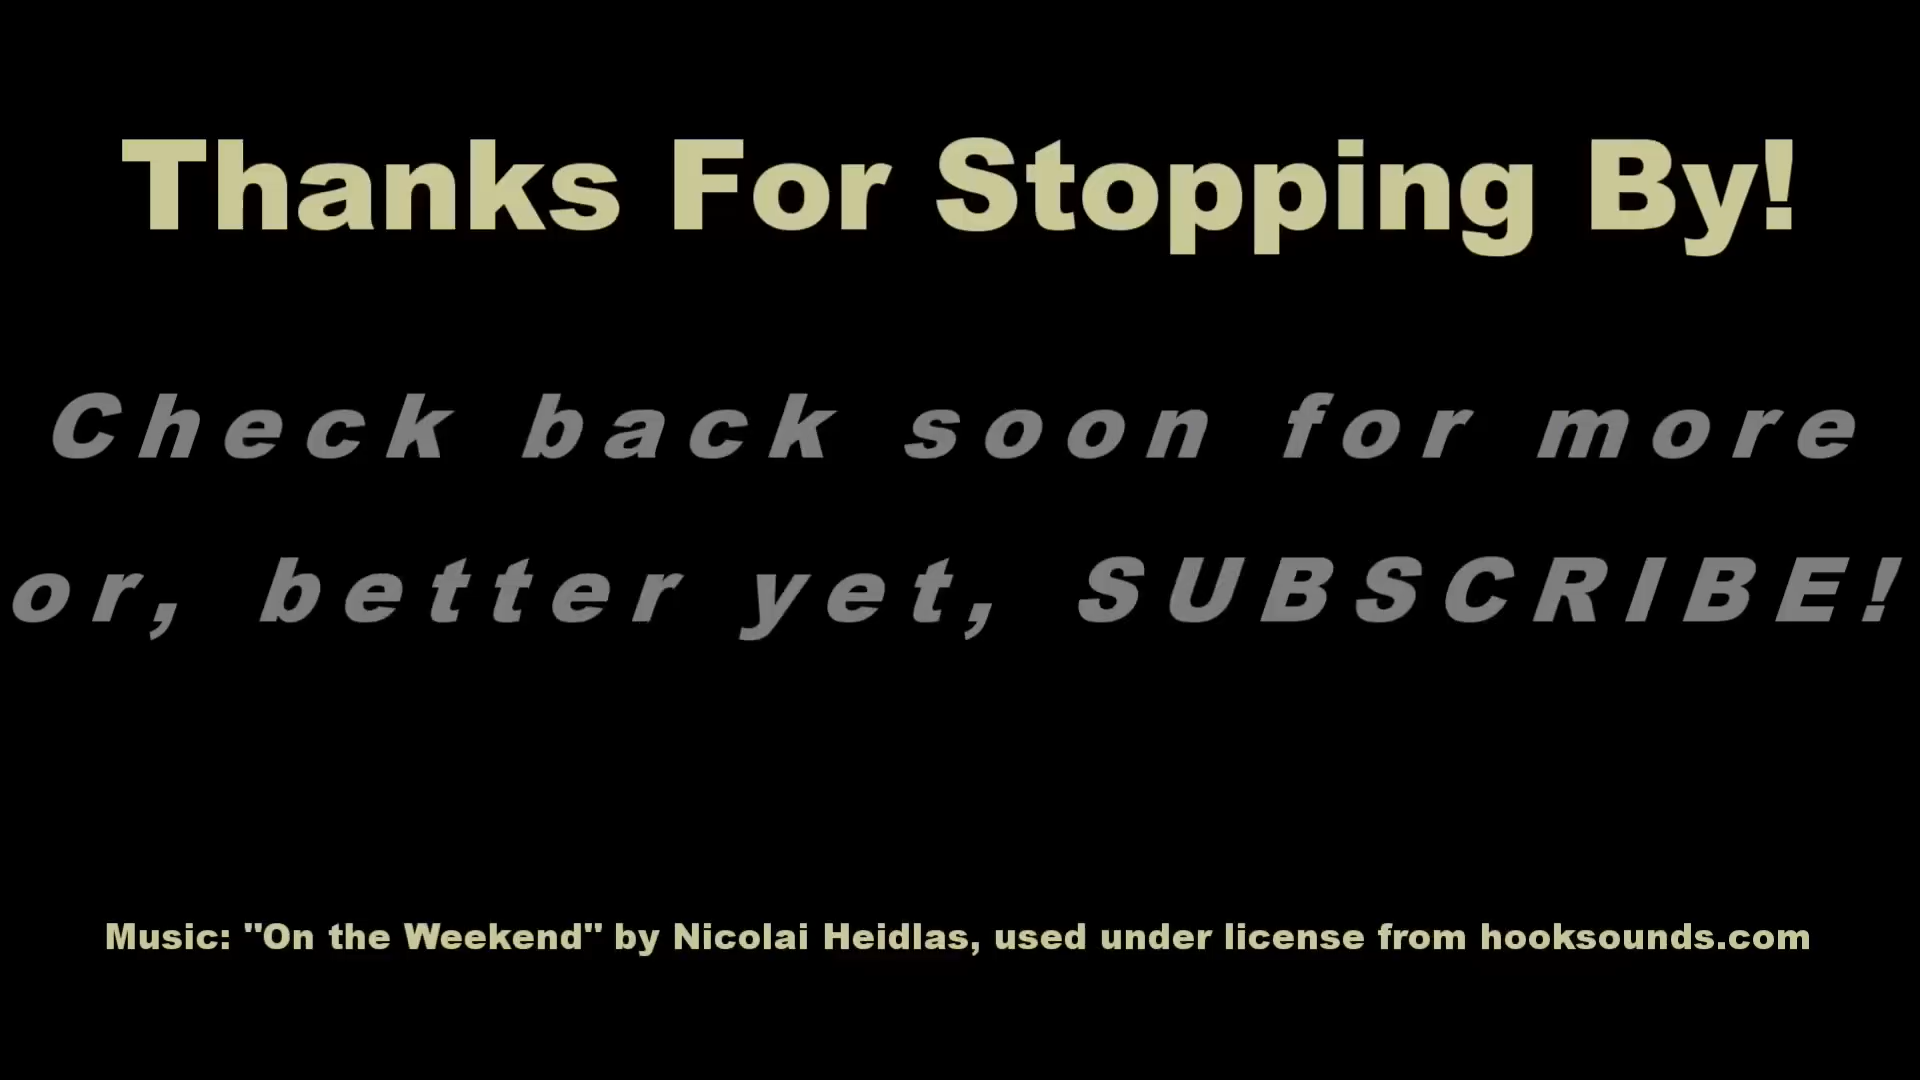 Thanks For Stopping By!
Check back soon for more
or, better yet, SUBSCRIBE!
Music: "On the Weekend" by Nicolai Heidlas, used under license from hooksounds.com